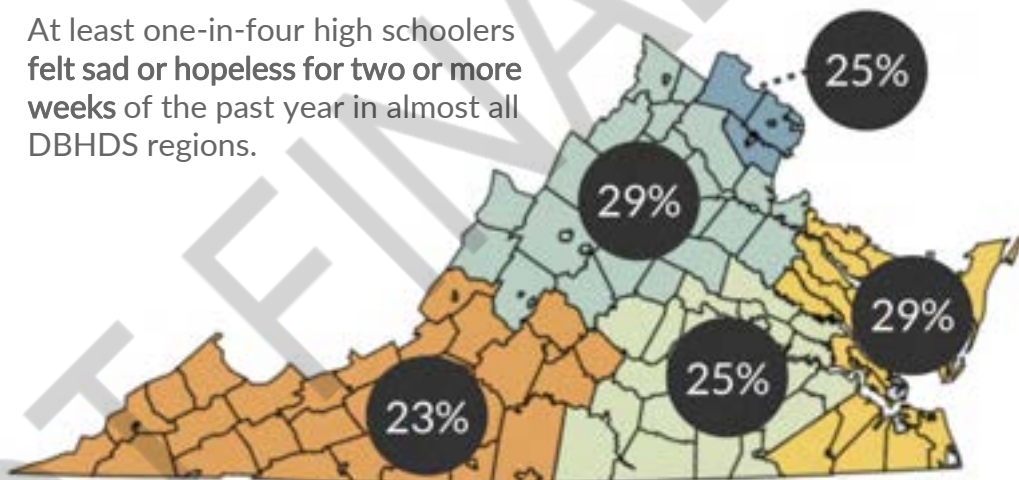 At least one-in-four high schoolers
felt sad or hopeless for two or more
weeks of the past year in almost all
DBHDS regions.
25%
29%
29%
25%
23%